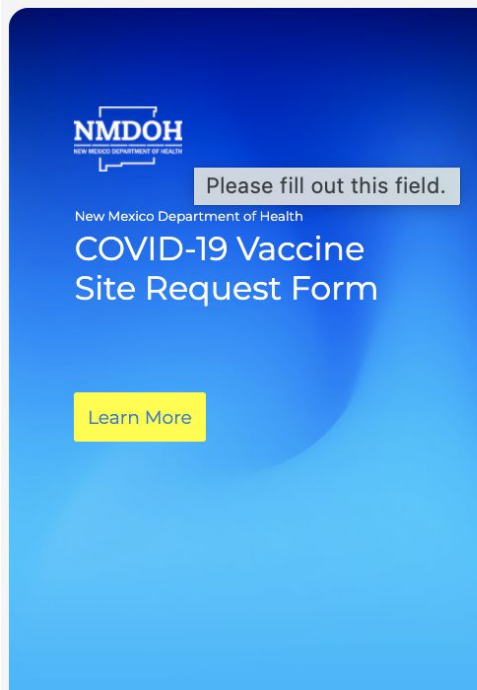 NMDOH
NEW MEXICO DEPARTMENT OF HEALTH
Please fill out this field.
New Mexico Department of Health
COVID-19 Vaccine
Site Request Form
Learn More